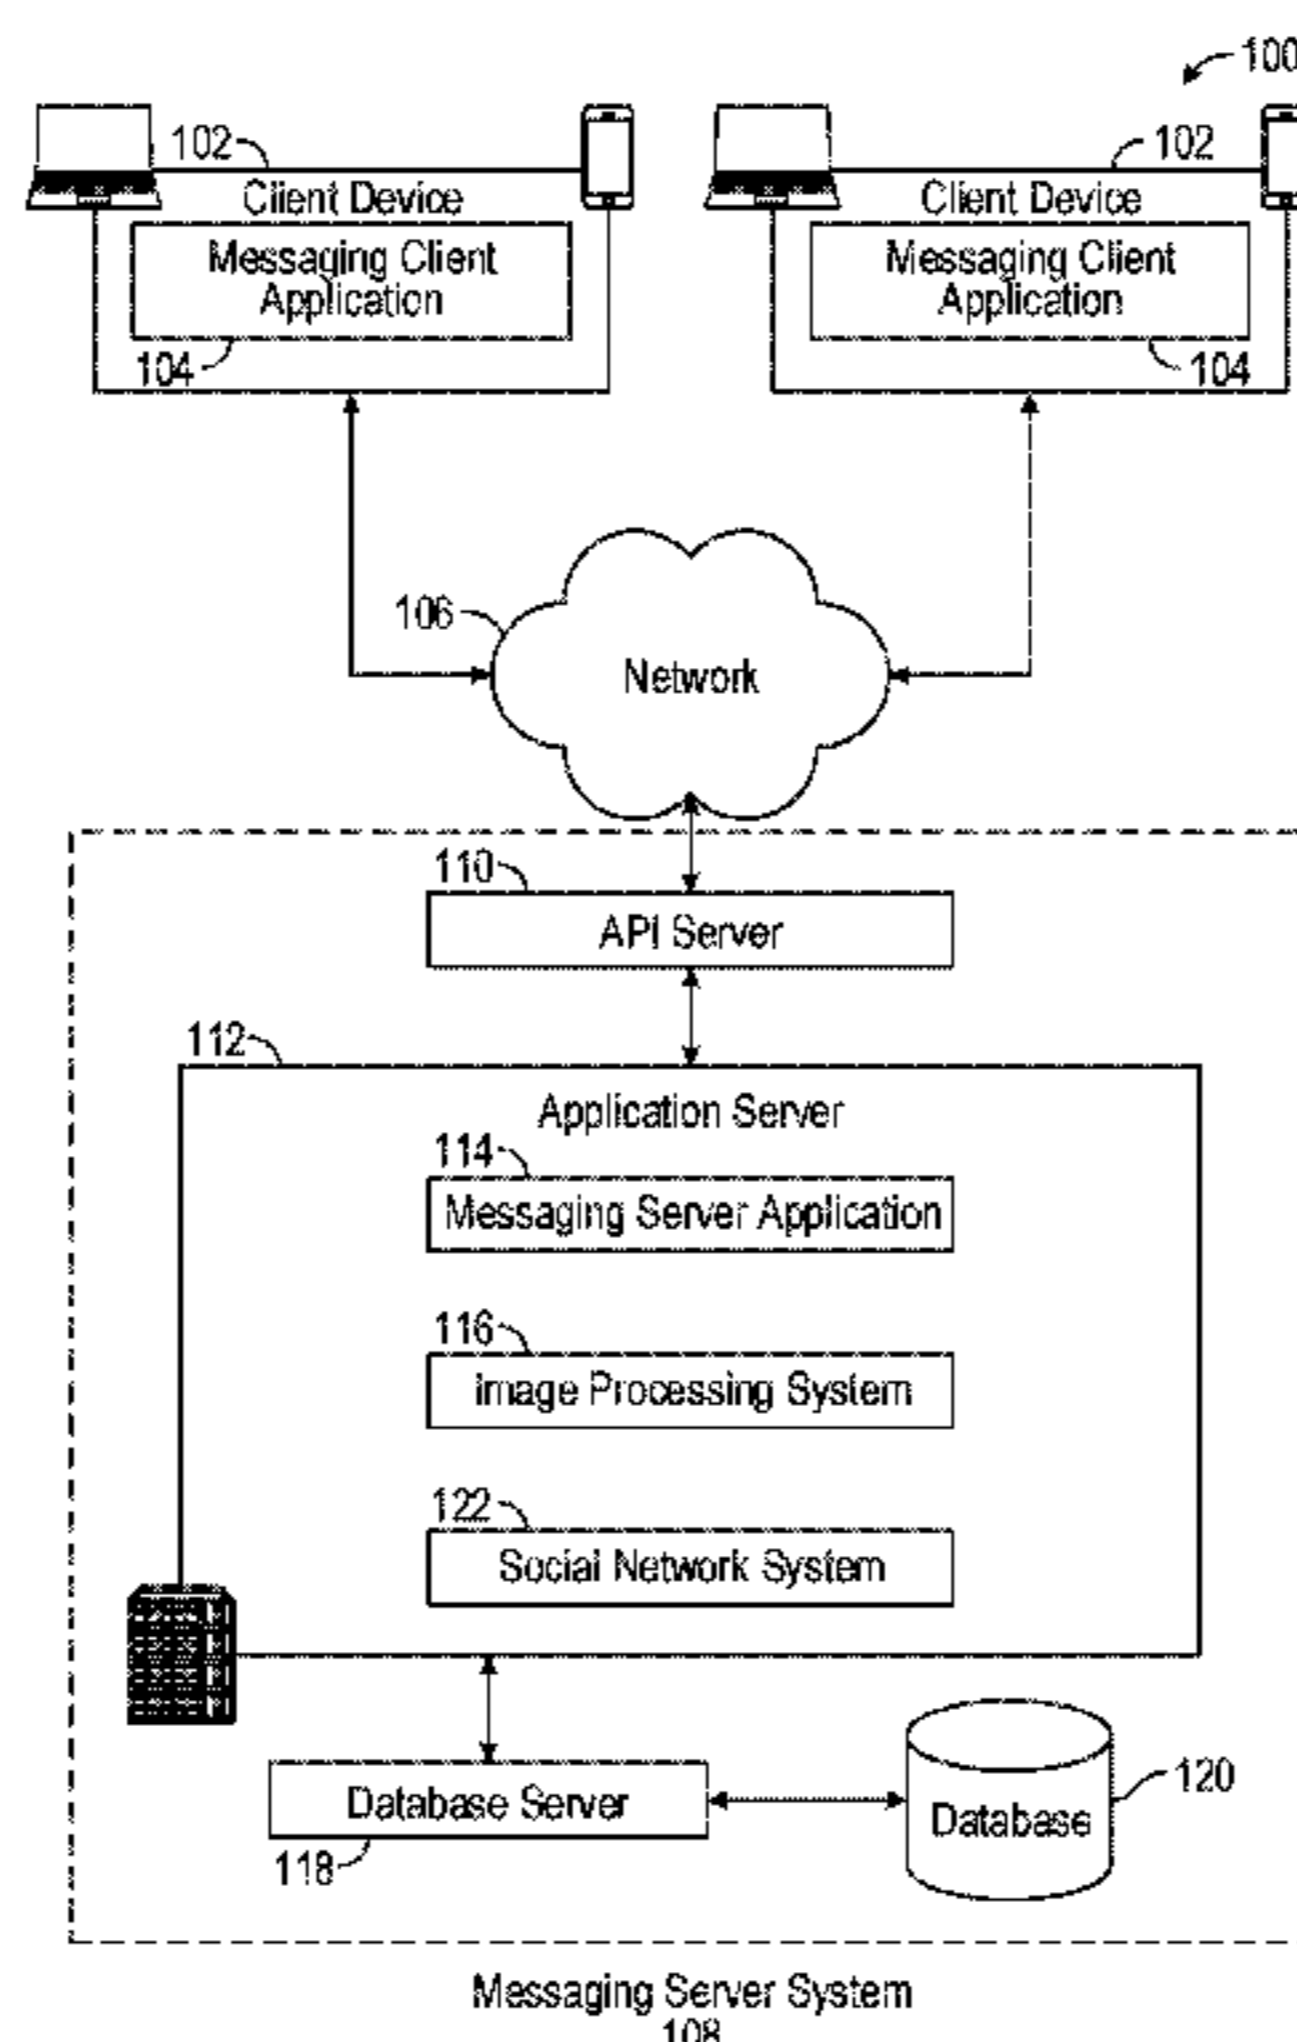 100
102
102
Client Device
Client Device
Messaging Client
Application
Messaging Client
Application
104
104
106
Network
110
API Server
112
Application Server
114
Messaging Server Application
116
Image Processing System
122
Social Network System
Database Server
118
Database
120
Messaging Server System
108